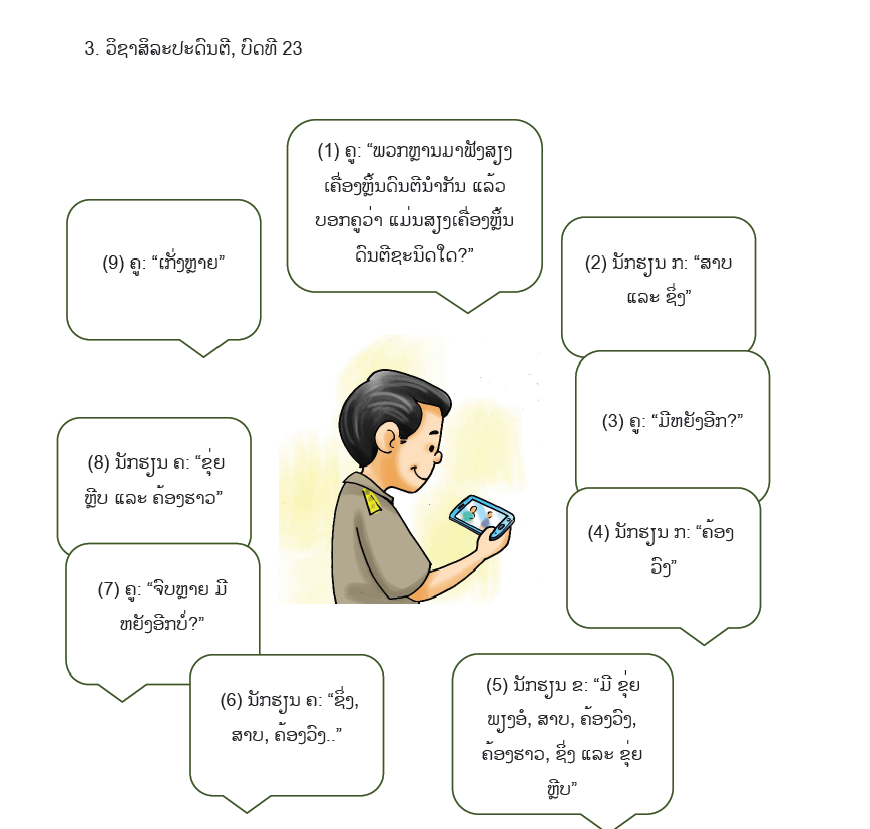 3. ວິຊາສິລະປະດົນຕີ, ບົດທີ 23
(1) ຄູ: “ພວກຫຼານມາຟັງສຽງ
ເຄື່ອງຫຼິ້ນດົນຕີນຳກັນ ແລ້ວ
ບອກຄູວ່າ ແມ່ນສຽງເຄື່ອງຫຼິ້ນ
ດົນຕີຊະນິດໃດ?”
(2) ນັກຮຽນ ກ: “ສາບ
ແລະ ຊິ່ງ”
(3) ຄູ: “ມີຫຍັງອີກ?”
(4) ນັກຮຽນ ກ: “ຄ້ອງ
ວົງ”
(5) ນັກຮຽນ ຂ: “ມີ ຂຸ່ຍ
ພຽງອໍ, ສາບ, ຄ້ອງວົງ,
ຄ້ອງຮາວ, ຊິ່ງ ແລະ ຂຸ່ຍ
ຫຼີບ”
(6) ນັກຮຽນ ຄ: “ຊິ່ງ,
ສາບ, ຄ້ອງວົງ..”
(7) ຄູ: “ຈົບຫຼາຍ ມີ
ຫຍັງອີກບໍ່?”
(8) ນັກຮຽນ ຄ: “ຂຸ່ຍ
ຫຼີບ ແລະ ຄ້ອງຮາວ”
(9) ຄູ: “ເກັ່ງຫຼາຍ”